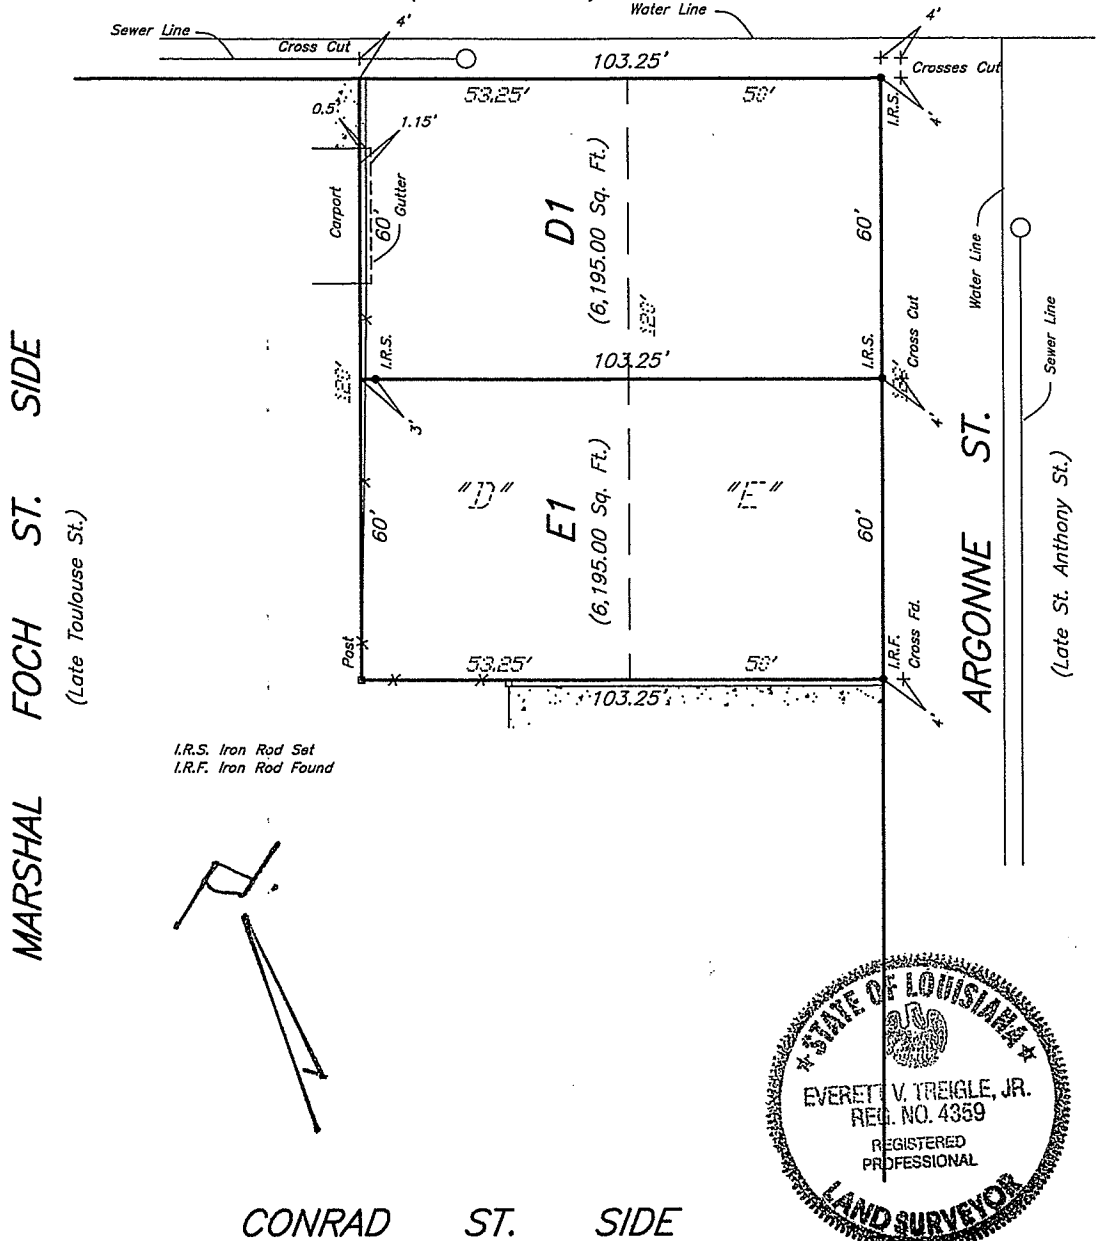 Water Line
Sewer Line
4'
4'
Cross Cut
103.25'
Crosses Cut
53.25'
50'
I.R.S.
4'
0.5'
1.15'
Carport
60'
Gutter
D1
(6,195.00 Sq. Ft.)
120'
60'
Water Line
Sewer Line
I.R.S.
103.25'
I.R.S.
Cross Cut
120'
3'
4'
"D"
E1
(6,195.00 Sq. Ft.)
"E"
60'
60'
Post
53.25'
50'
I.R.F.
Cross Fd.
103.25'
4'
MARSHAL FOCH ST. SIDE
(Late Toulouse St.)
ARGONNE ST.
(Late St. Anthony St.)
I.R.S. Iron Rod Set
I.R.F. Iron Rod Found
STATE OF LOUISIANA
EVERETT V. TREIGLE, JR.
REG. NO. 4359
REGISTERED
PROFESSIONAL
LAND SURVEYOR
CONRAD ST. SIDE